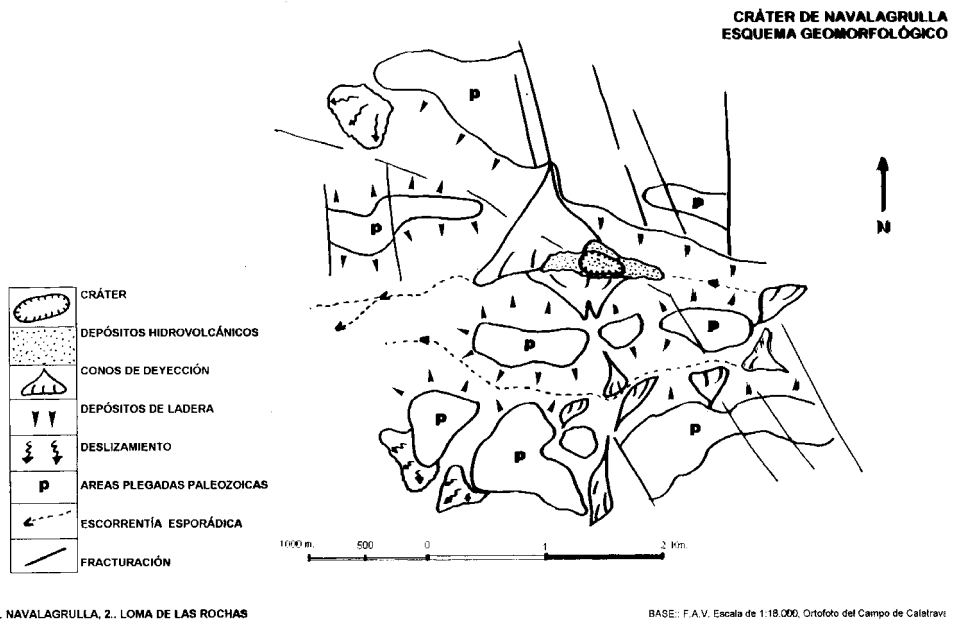 CRÁTER DE NAVALAGRULLA
ESQUEMA GEOMORFOLÓGICO
P
P
P
N
P
P
P
P
P
CRÁTER
DEPÓSITOS HIDROVOLCÁNICOS
CONOS DE DEYECCIÓN
DEPÓSITOS DE LADERA
DESLIZAMIENTO
P AREAS PLEGADAS PALEOZOICAS
ESCORRENTÍA ESPORÁDICA
FRACTURACIÓN
1000 m. 500 0 1 2 Km.
. NAVALAGRULLA, 2.. LOMA DE LAS ROCHAS
BASE:: F.A.V. Escala de 1:18.000, Ortofoto del Campo de Calatrava